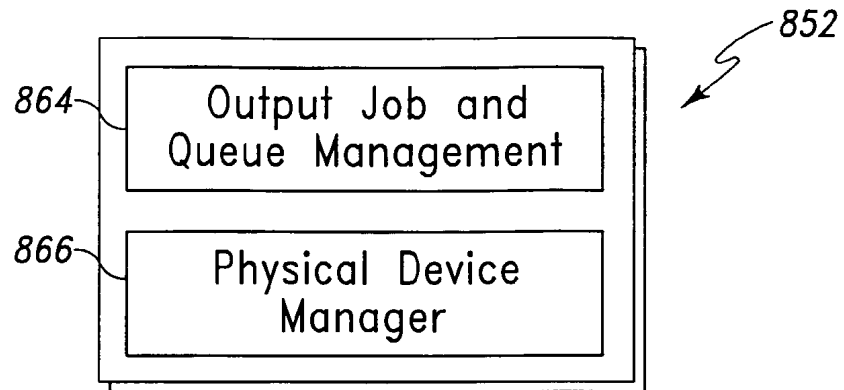 852
864
Output Job and
Queue Management
866
Physical Device
Manager